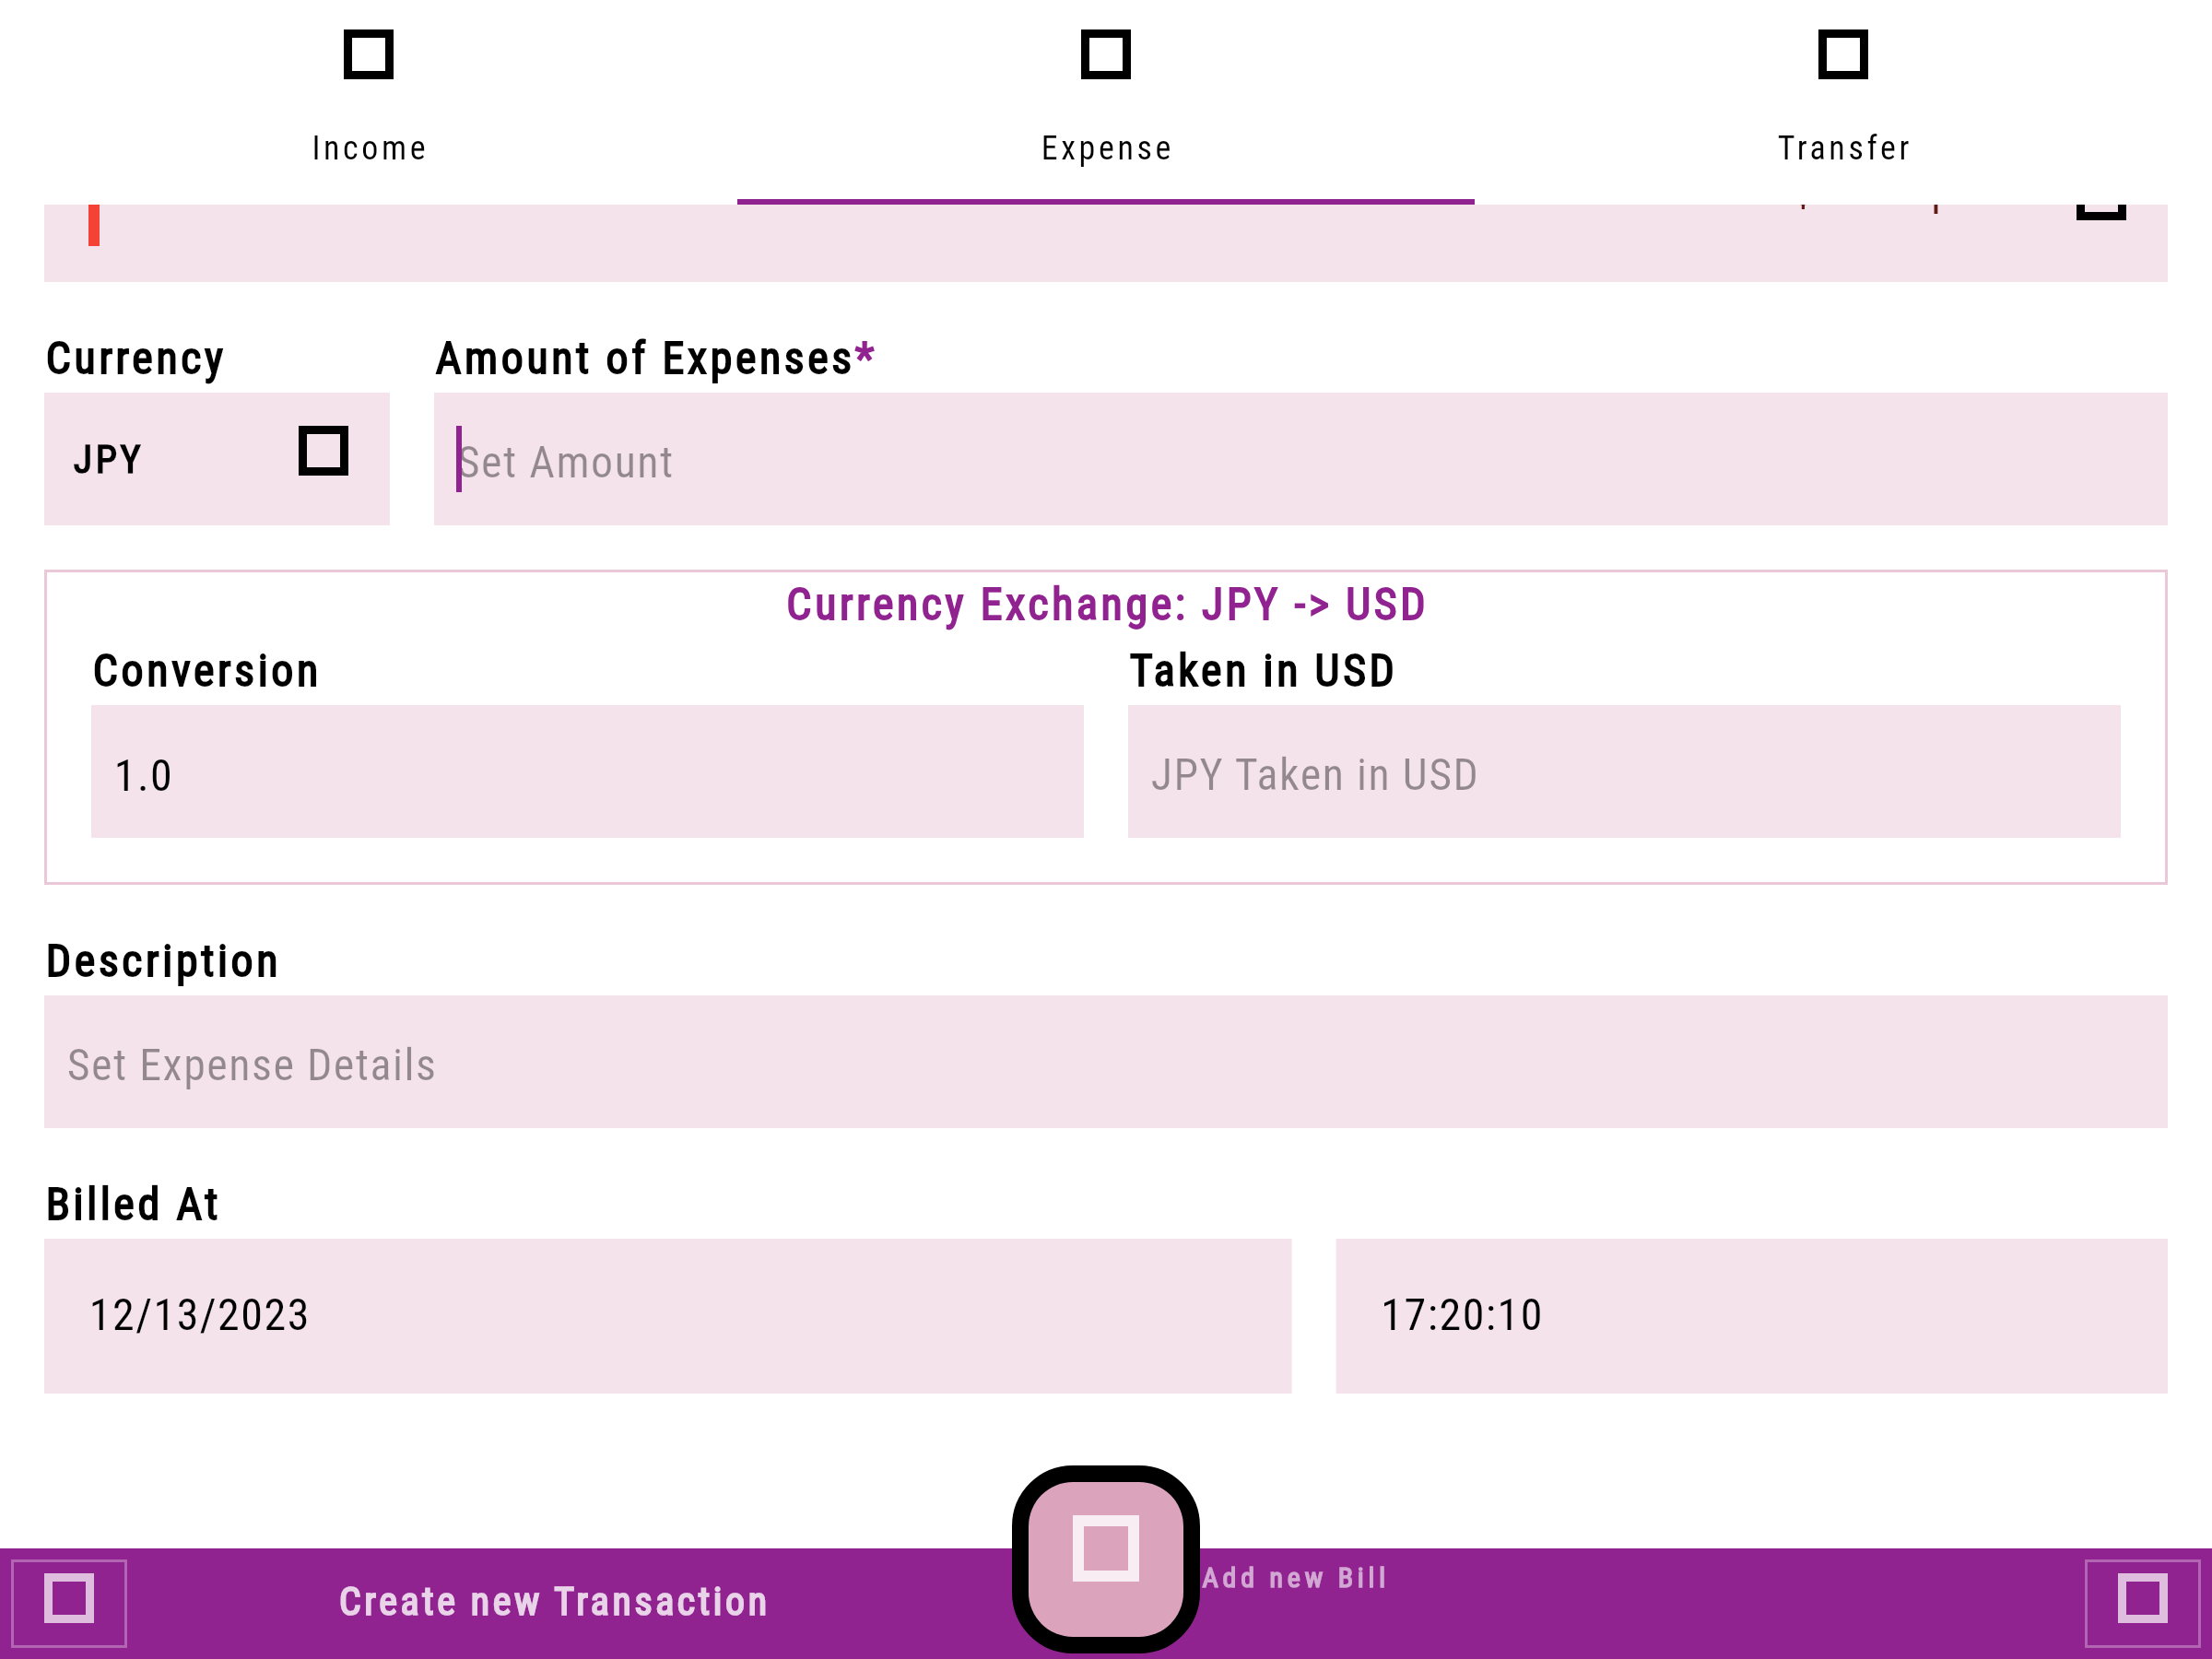 Income
Expense
Transfer
Currency
Amount of Expenses*
JPY
Set Amount
Currency Exchange: JPY -> USD
Conversion
Taken in USD
1.0
JPY Taken in USD
Description
Set Expense Details
Billed At
12/13/2023
17:20:10
Create new Transaction
Add new Bill